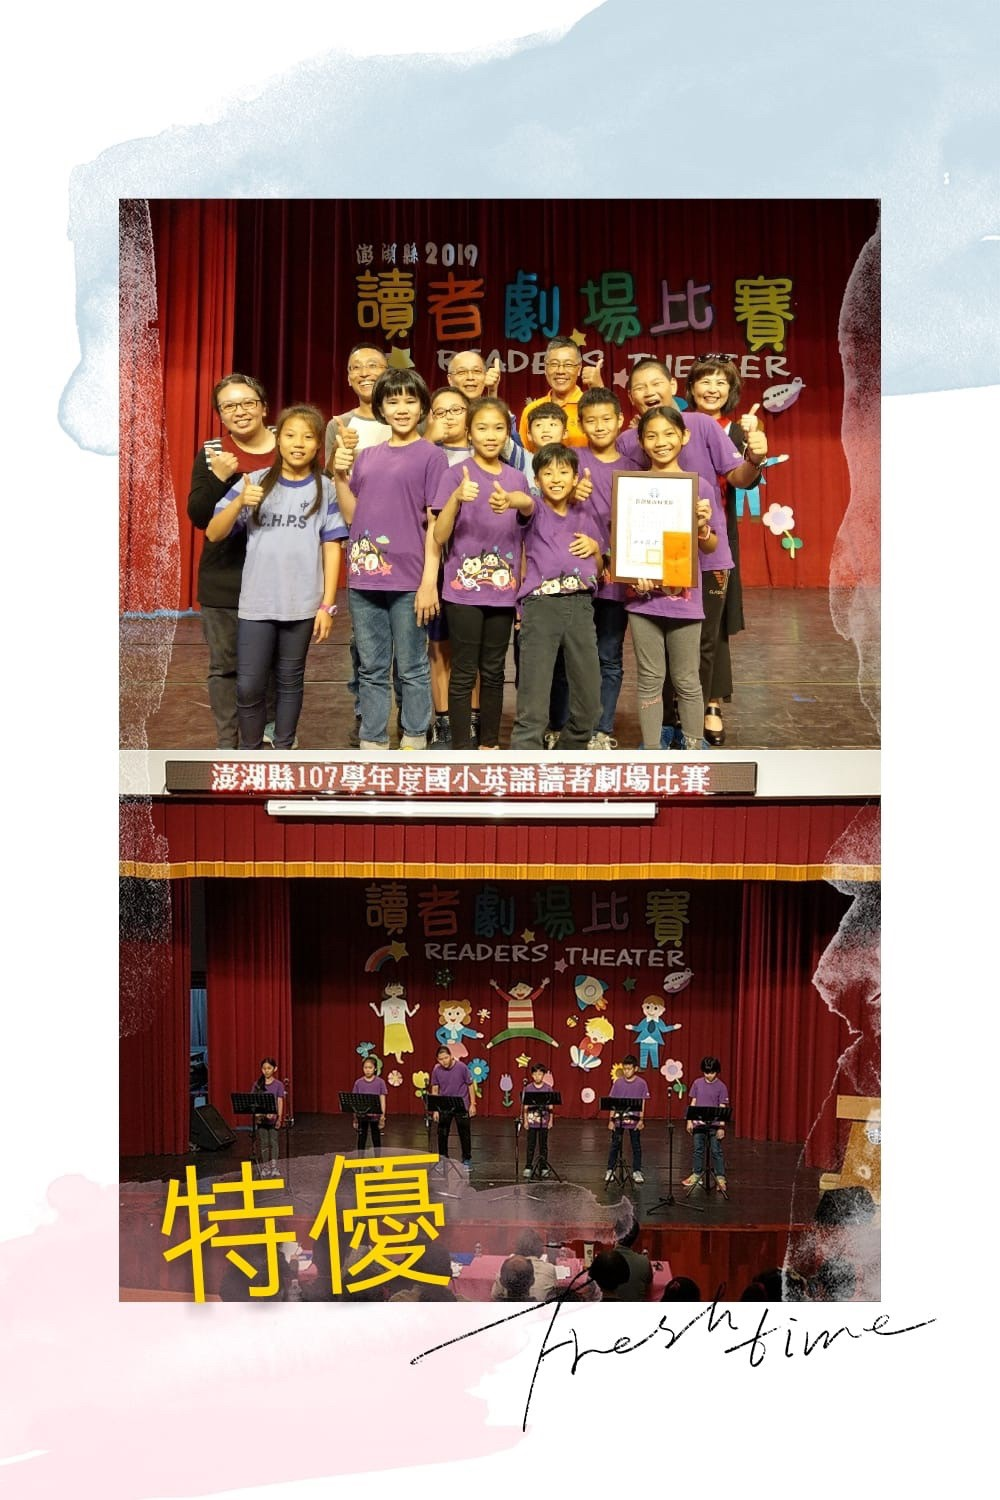 澎湖縣2019
讀者劇場比賽
READERS THEATER
中
C.H.P.S
澎湖縣107學年度國小英語讀者劇場比賽
讀者劇場比賽
READERS THEATER
特優
Fresh time